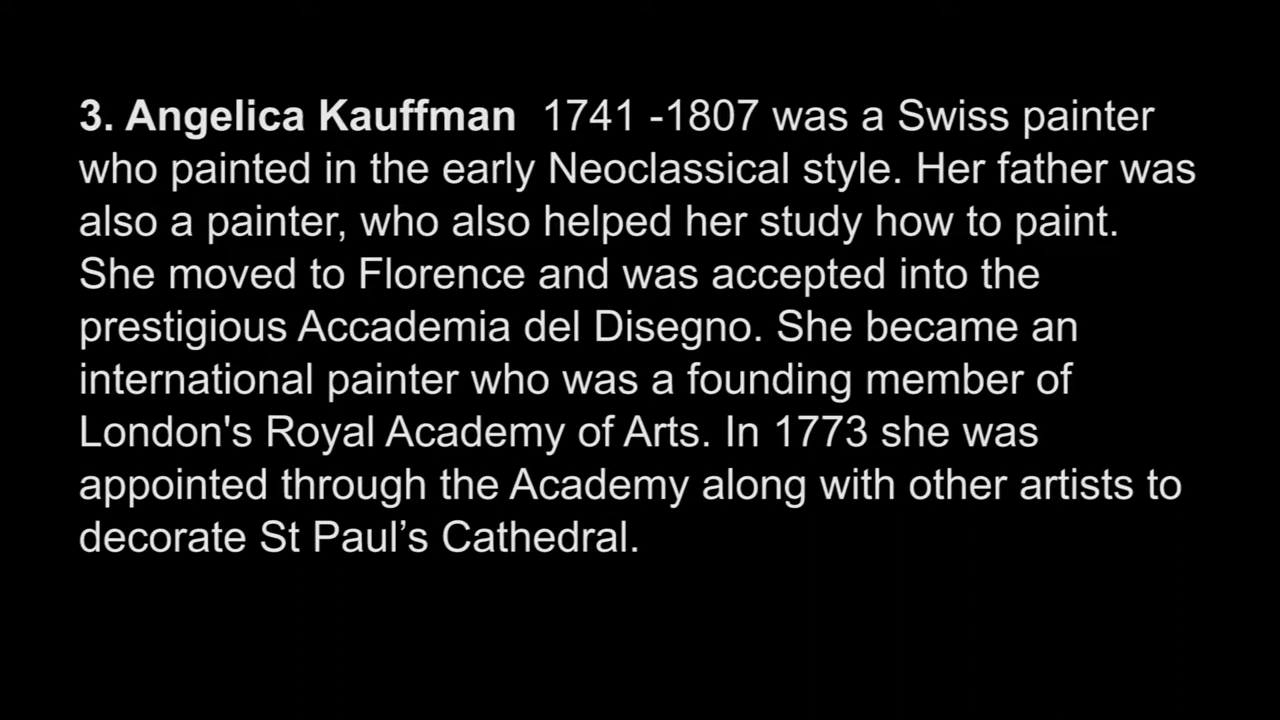 3. Angelica Kauffman 1741 -1807 was a Swiss painter
who painted in the early Neoclassical style. Her father was
also a painter, who also helped her study how to paint.
She moved to Florence and was accepted into the
prestigious Accademia del Disegno. She became an
international painter who was a founding member of
London's Royal Academy of Arts. In 1773 she was
appointed through the Academy along with other artists to
decorate St Paul’s Cathedral.